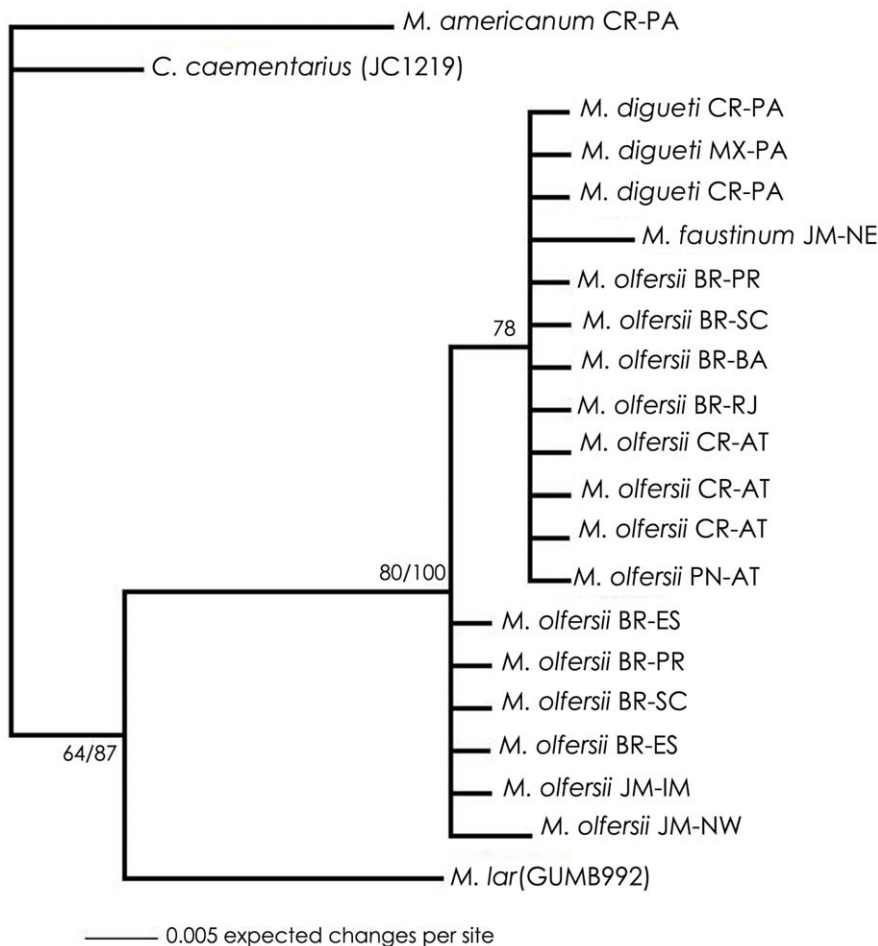 M. americanum CR-PA
C. caementarius (JC1219)
M. digueti CR-PA
M. digueti MX-PA
M. digueti CR-PA
M. faustinum JM-NE
M. olfersii BR-PR
78
M. olfersii BR-SC
M. olfersii BR-BA
M. olfersii BR-RJ
M. olfersii CR-AT
M. olfersii CR-AT
M. olfersii CR-AT
80/100
M. olfersii PN-AT
M. olfersii BR-ES
M. olfersii BR-PR
M. olfersii BR-SC
64/87
M. olfersii BR-ES
M. olfersii JM-IM
M. olfersii JM-NW
M. lar(GUMB992)
0.005 expected changes per site